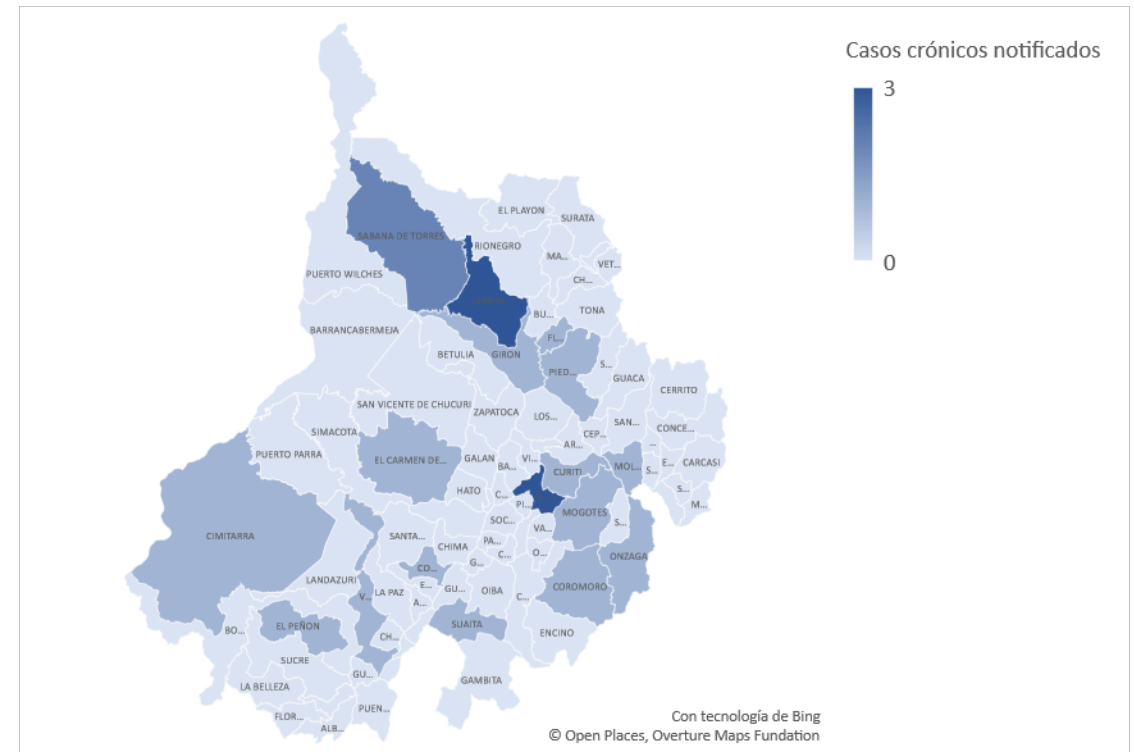 Casos crónicos notificados
3
0
EL PLAYON
SURATA
SABANA DE TORRES
RIONEGRO
MA...
VET...
CH...
PUERTO WILCHES
TONA
BU...
BARRANCABERMEJA
FL...
BETULIA
GIRON
S...
PIED...
GUACA
CERRITO
SAN VICENTE DE CHUCURI
ZAPATOCA
LOS...
SAN...
CONCE...
SIMACOTA
CEP...
AR...
...
PUERTO PARRA
EL CARMEN DE...
GALAN
VI...
BA...
CURITI
MOL...
S...
E...
CARCASI
HATO
C...
S...
PI...
M...
MOGOTES
SOC...
S...
VA...
CIMITARRA
SANTA...
CHIMA
PA...
C...
O...
ONZAGA
G...
CO...
LANDAZURI
E...
GU...
OIBA
COROMORO
V...
LA PAZ
A...
C...
BO...
EL PEÑON
SUAITA
ENCINO
CH...
SUCRE
GU...
GAMBITA
LA BELLEZA
PUEN...
FLOR...
ALB...
Con tecnología de Bing
© Open Places, Overture Maps Fundation